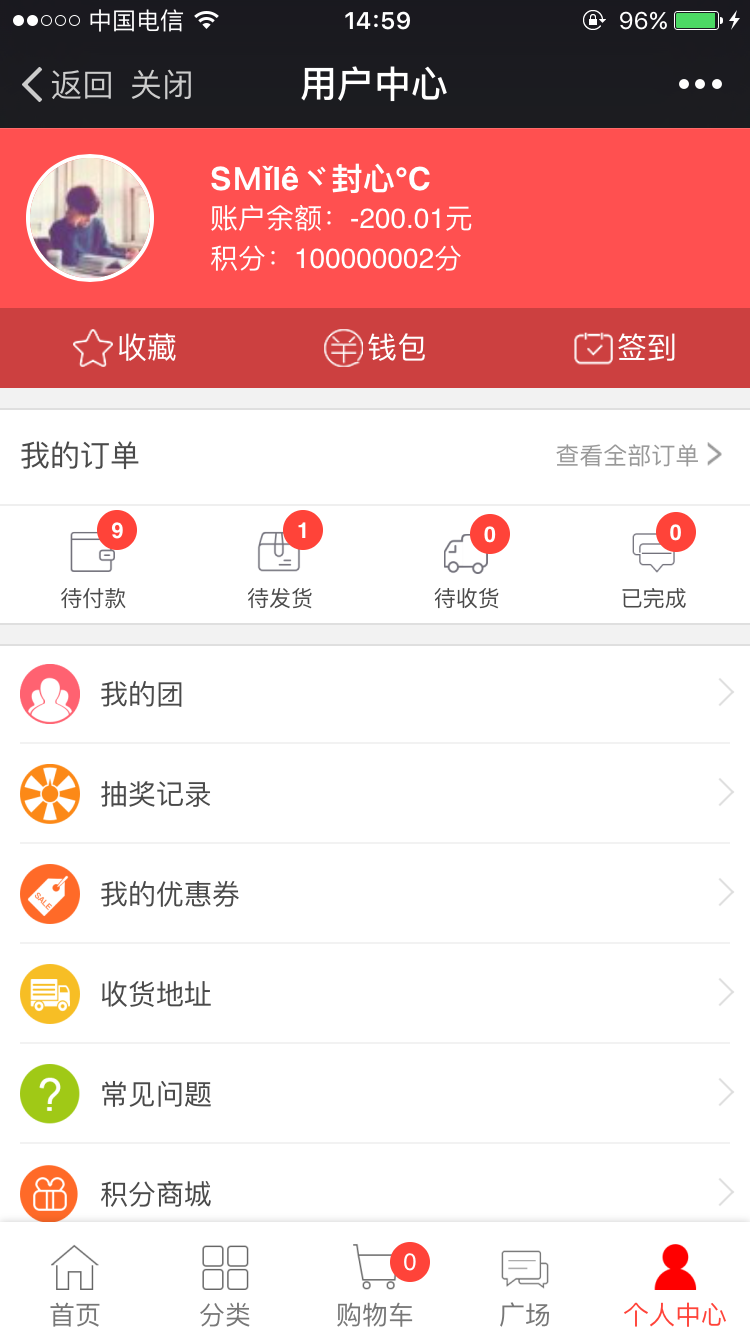 中国电信 14:59 96%
返回 关闭 用户中心
SMǐlê ヾ封心℃
账户余额：-200.01元
积分：100000002分
收藏 钱包 签到
我的订单 查看全部订单
9 1 0 0
待付款 待发货 待收货 已完成
我的团
抽奖记录
SALE 我的优惠券
收货地址
? 常见问题
积分商城
0
首页 分类 购物车 广场 个人中心